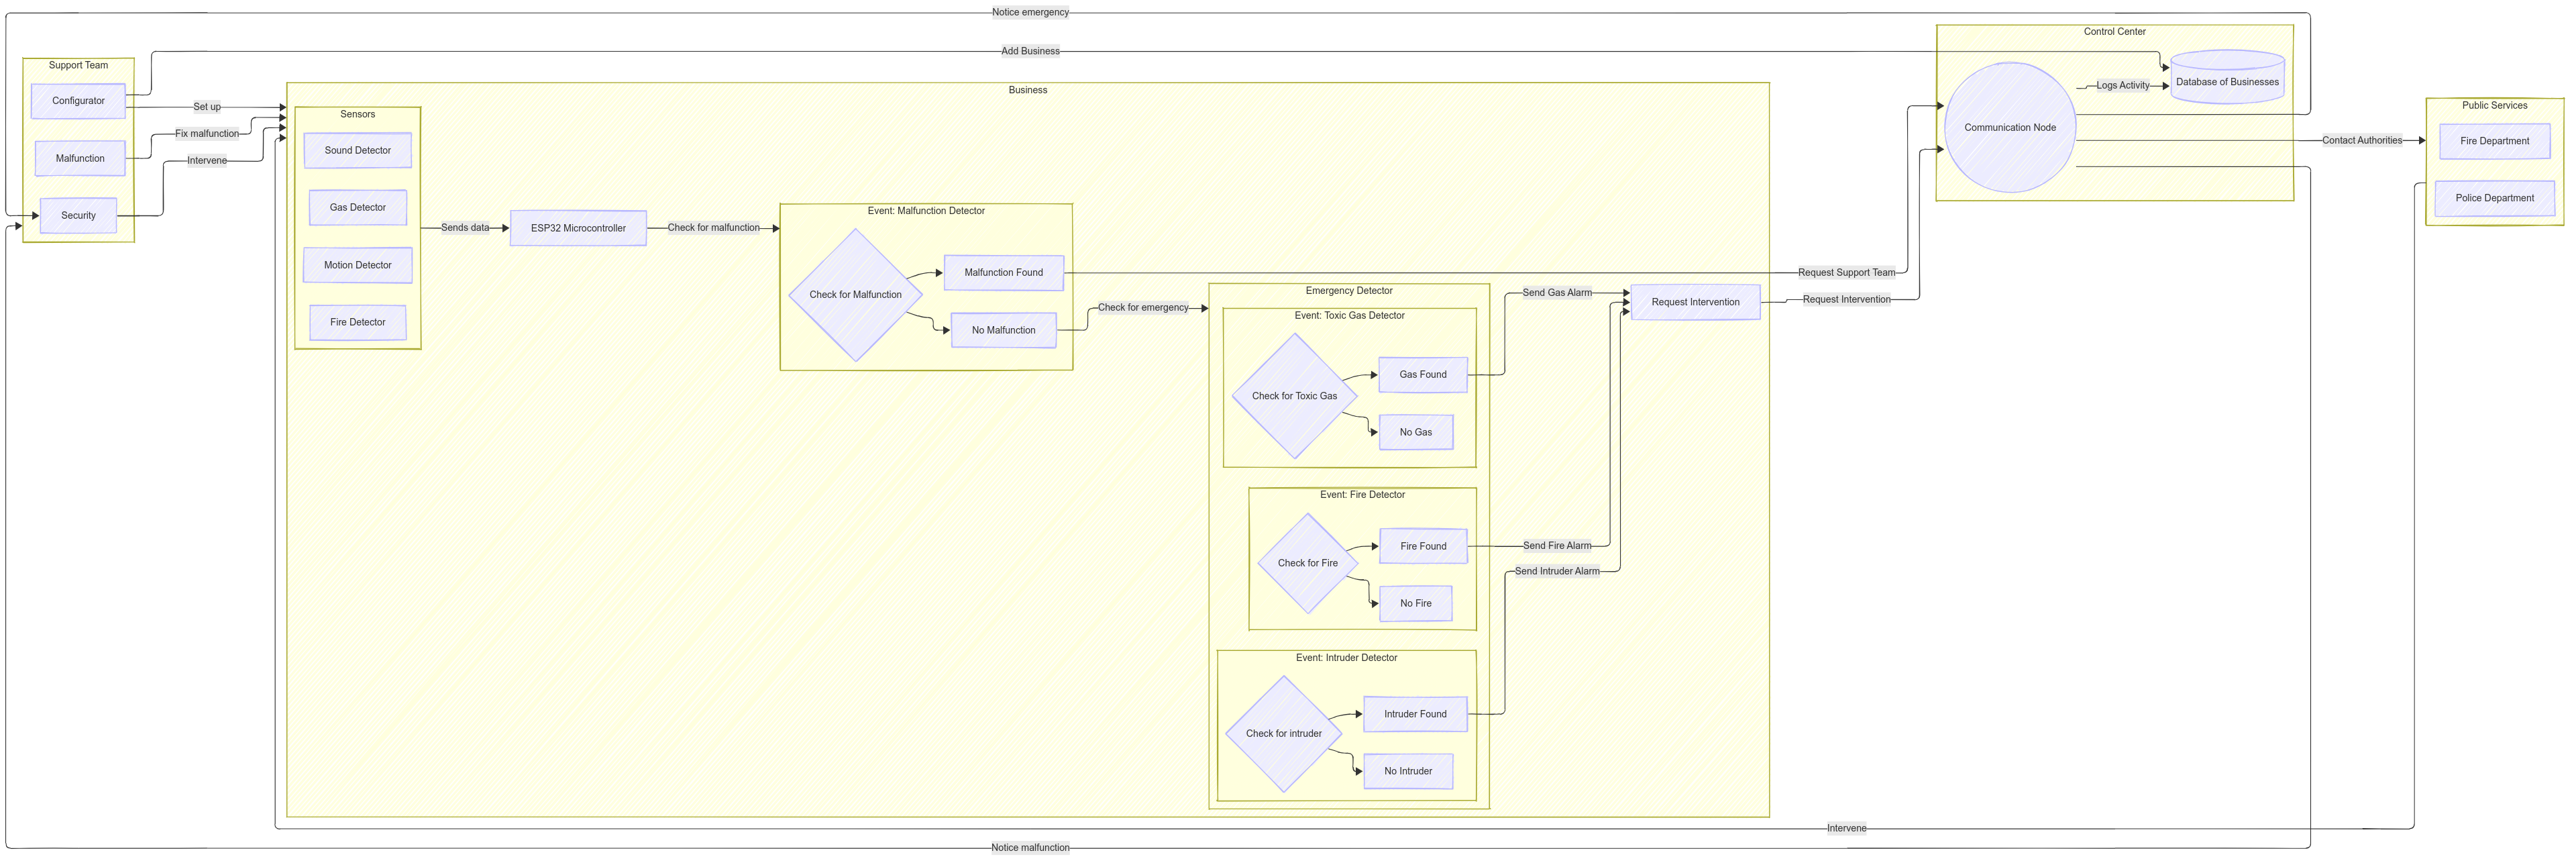 Notice emergency
Add Business
Support Team
Configurator
Malfunction
Security
Set up
Fix malfunction
Intervene
Business
Sensors
Sound Detector
Gas Detector
Motion Detector
Fire Detector
Sends data
ESP32 Microcontroller
Check for malfunction
Event: Malfunction Detector
Check for Malfunction
Malfunction Found
No Malfunction
Check for emergency
Emergency Detector
Event: Toxic Gas Detector
Check for Toxic Gas
Gas Found
No Gas
Event: Fire Detector
Check for Fire
Fire Found
No Fire
Event: Intruder Detector
Check for intruder
Intruder Found
No Intruder
Send Gas Alarm
Send Fire Alarm
Send Intruder Alarm
Request Intervention
Request Support Team
Request Intervention
Control Center
Communication Node
Logs Activity
Database of Businesses
Contact Authorities
Public Services
Fire Department
Police Department
Intervene
Notice malfunction